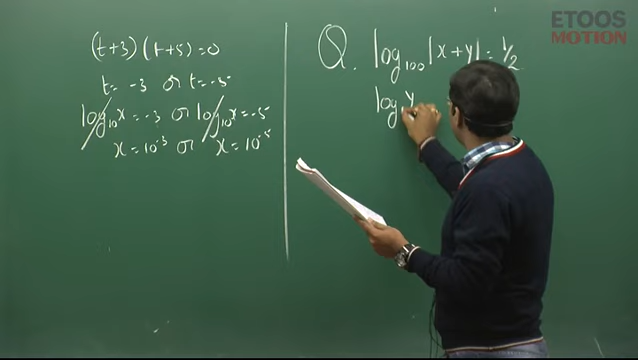 ETOOS
MOTION
(t+3) (t+5) = 0
t = -3 or t = -5
log₁₀x = -3 or log₁₀x = -5
x = 10⁻³ or x = 10⁻⁵
Q. log₁₀₀ |x+y| = 1/2
log y